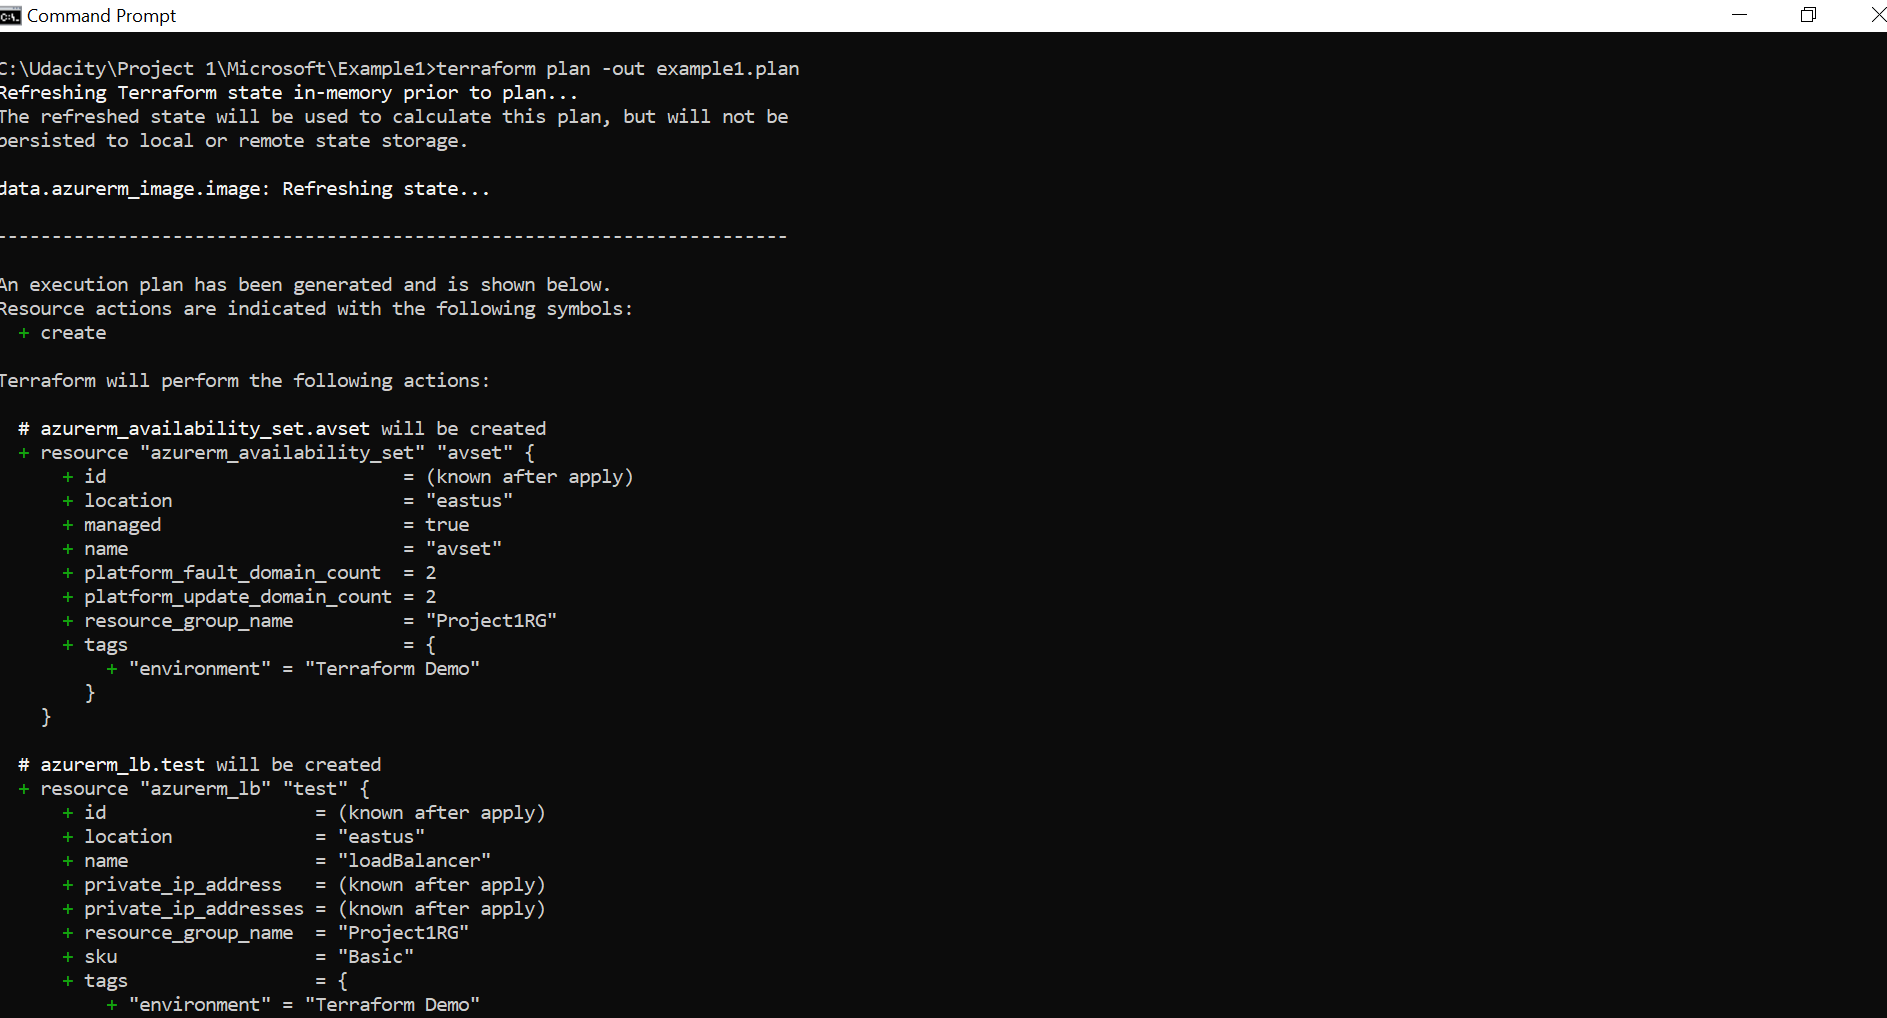 Command Prompt
C:\Udacity\Project 1\Microsoft\Example1>terraform plan -out example1.plan
Refreshing Terraform state in-memory prior to plan...
The refreshed state will be used to calculate this plan, but will not be
persisted to local or remote state storage.
data.azurerm_image.image: Refreshing state...
------------------------------------------------------------------------
An execution plan has been generated and is shown below.
Resource actions are indicated with the following symbols:
  + create
Terraform will perform the following actions:
  # azurerm_availability_set.avset will be created
  + resource "azurerm_availability_set" "avset" {
      + id                           = (known after apply)
      + location                     = "eastus"
      + managed                      = true
      + name                         = "avset"
      + platform_fault_domain_count  = 2
      + platform_update_domain_count = 2
      + resource_group_name          = "Project1RG"
      + tags                         = {
          + "environment" = "Terraform Demo"
        }
    }
  # azurerm_lb.test will be created
  + resource "azurerm_lb" "test" {
      + id                   = (known after apply)
      + location             = "eastus"
      + name                 = "loadBalancer"
      + private_ip_address   = (known after apply)
      + private_ip_addresses = (known after apply)
      + resource_group_name  = "Project1RG"
      + sku                  = "Basic"
      + tags                 = {
          + "environment" = "Terraform Demo"